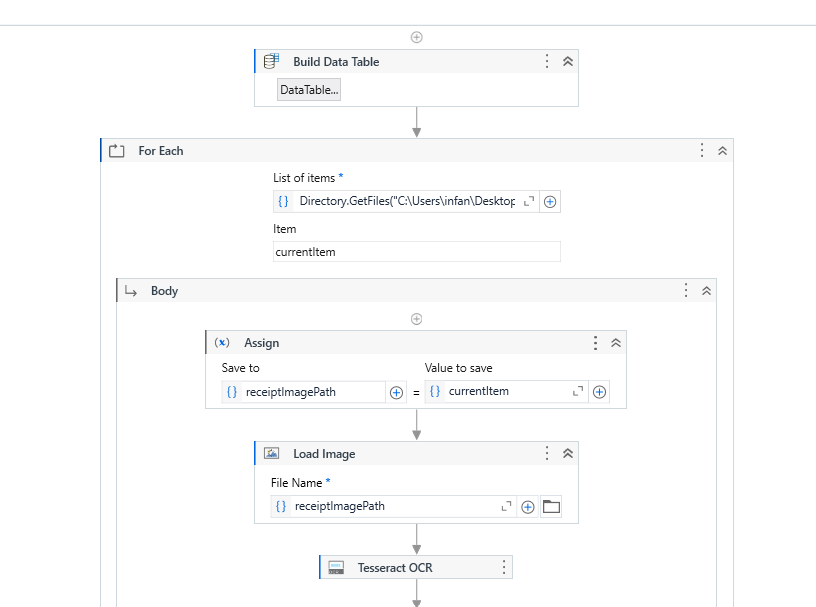 Build Data Table
DataTable...
For Each
List of items *
{ } Directory.GetFiles("C:\Users\infan\Desktop
Item
currentItem
Body
(x) Assign
Save to
Value to save
{ } receiptImagePath = { } currentItem
Load Image
File Name *
{ } receiptImagePath
Tesseract OCR